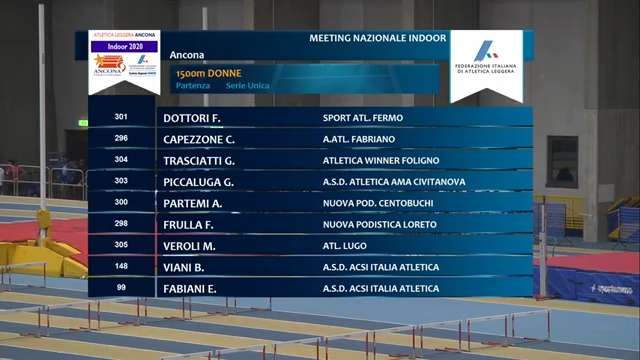 ATLETICA LEGGERA ANCONA
Indoor 2020
ANCONA
MEETING NAZIONALE INDOOR
Ancona
1500m DONNE
Partenza Serie Unica
FEDERAZIONE ITALIANA
DI ATLETICA LEGGERA
301 DOTTORI F. SPORT ATL. FERMO
296 CAPEZZONE C. A.ATL. FABRIANO
304 TRASCIATTI G. ATLETICA WINNER FOLIGNO
303 PICCALUGA G. A.S.D. ATLETICA AMA CIVITANOVA
300 PARTEMI A. NUOVA POD. CENTOBUCHI
298 FRULLA F. NUOVA PODISTICA LORETO
305 VEROLI M. ATL. LUGO
148 VIANI B. A.S.D. ACSI ITALIA ATLETICA
99 FABIANI E. A.S.D. ACSI ITALIA ATLETICA